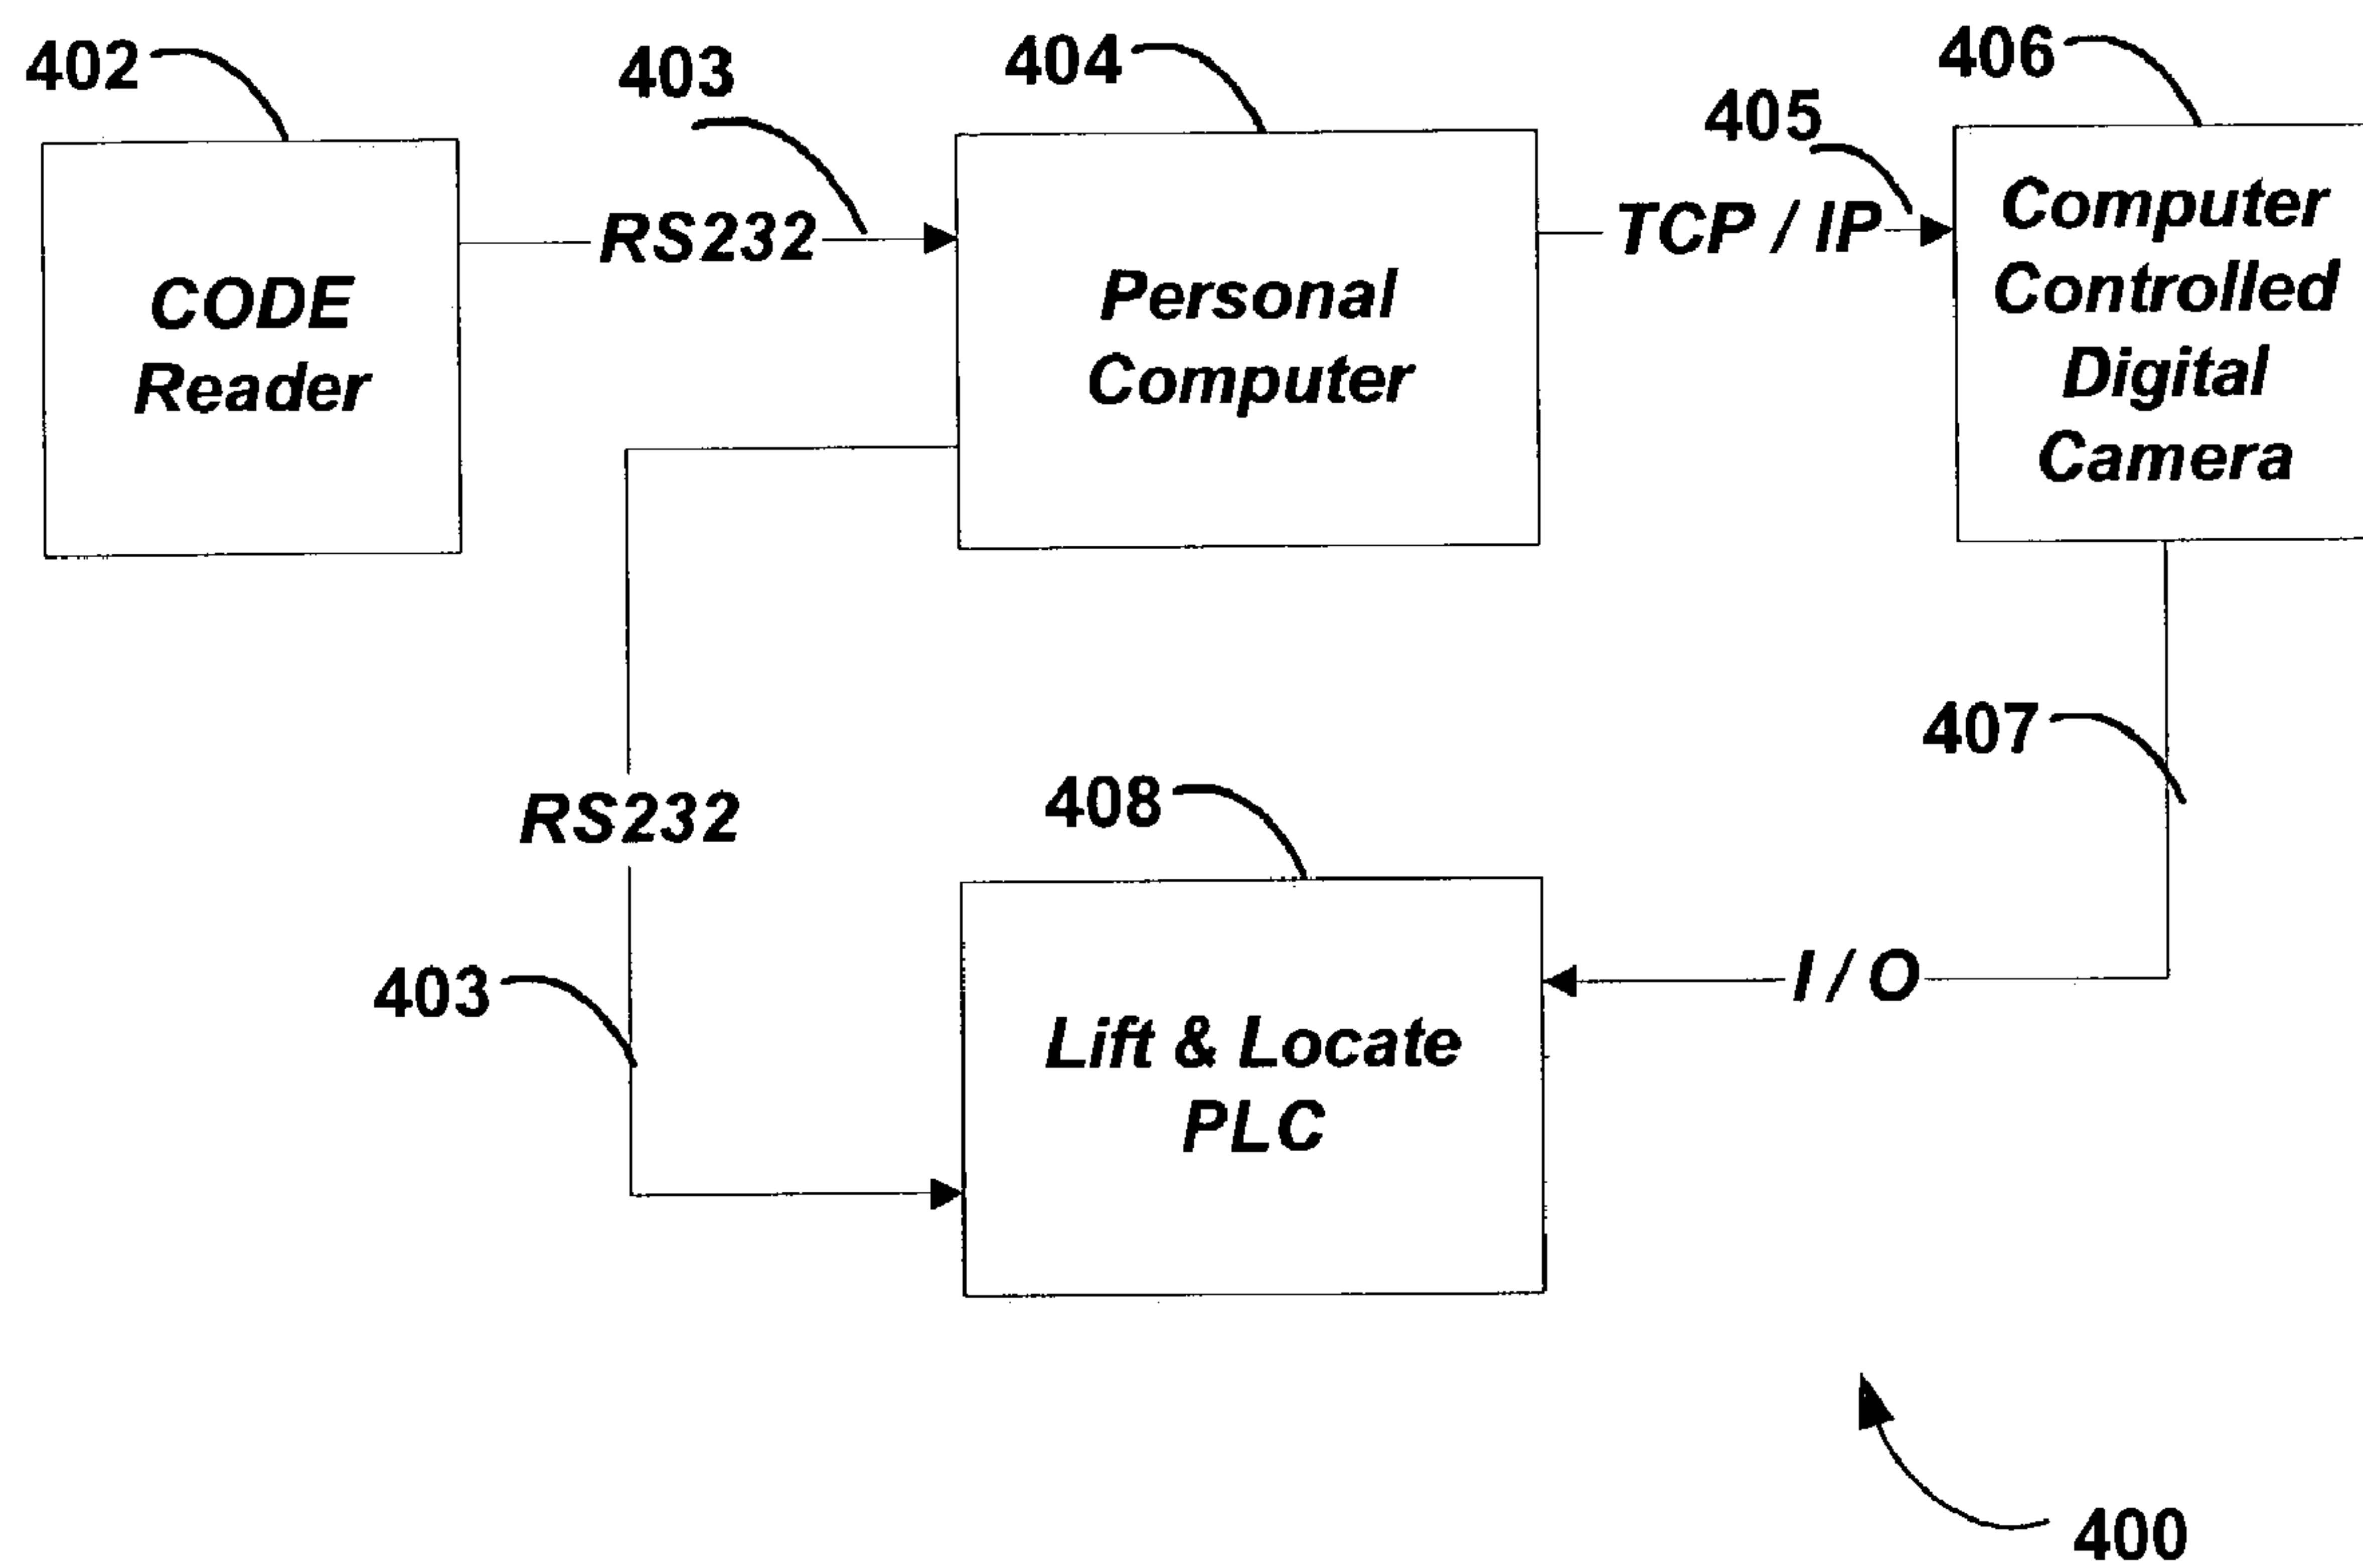 402
403
404
405
406
CODE
Reader
RS232
Personal
Computer
TCP / IP
Computer
Controlled
Digital
Camera
407
RS232
408
403
I / O
Lift & Locate
PLC
400